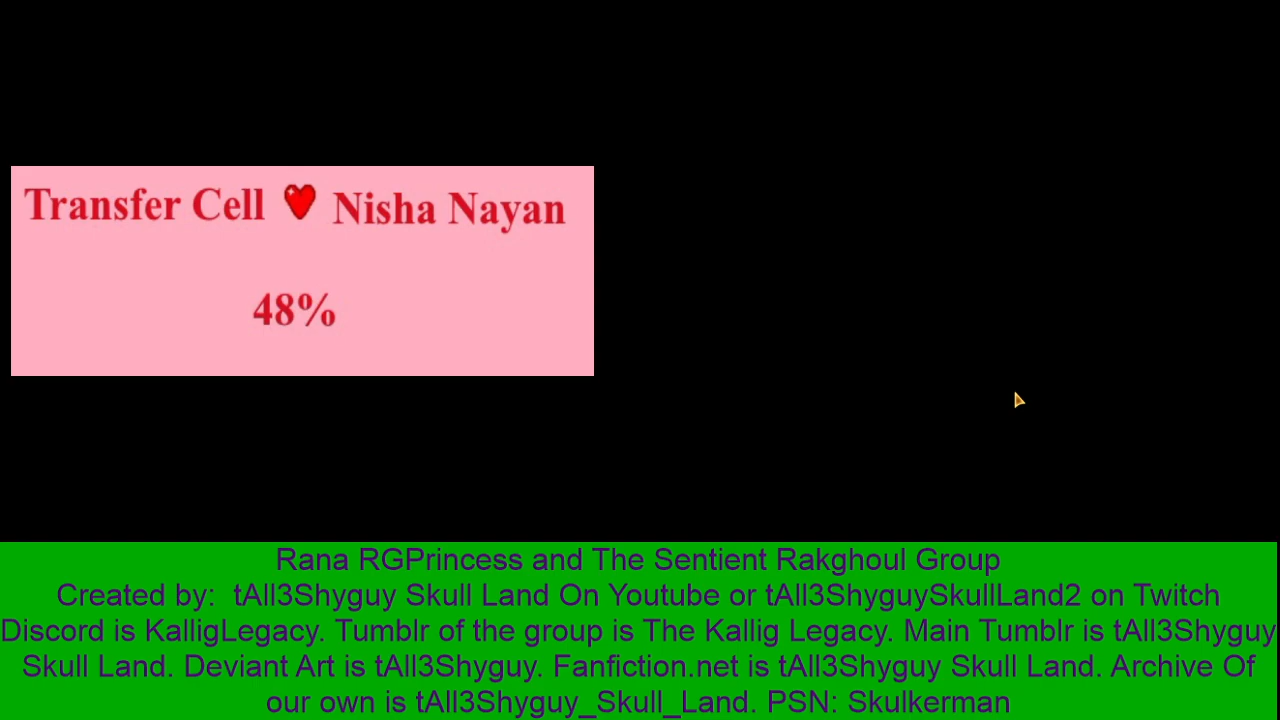 Transfer Cell ❤ Nisha Nayan
48%
Rana RGPrincess and The Sentient Rakghoul Group
Created by:  tAll3Shyguy Skull Land On Youtube or tAll3ShyguySkullLand2 on Twitch
Discord is KalligLegacy. Tumblr of the group is The Kallig Legacy. Main Tumblr is tAll3Shyguy
Skull Land. Deviant Art is tAll3Shyguy. Fanfiction.net is tAll3Shyguy Skull Land. Archive Of
our own is tAll3Shyguy_Skull_Land. PSN: Skulkerman